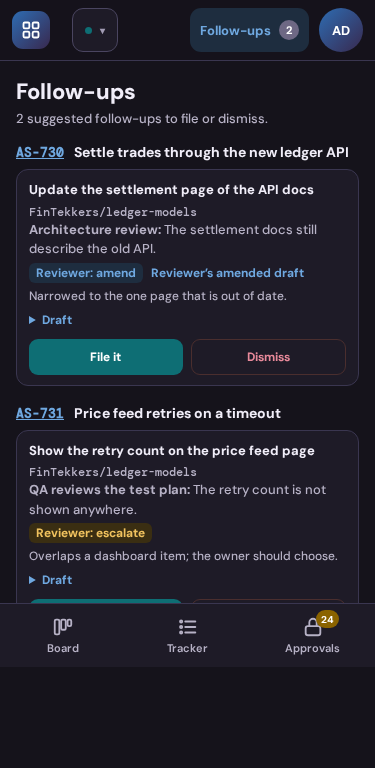 Follow-ups 2 AD
Follow-ups
2 suggested follow-ups to file or dismiss.
AS-730 Settle trades through the new ledger API
Update the settlement page of the API docs
FinTekkers/ledger-models
Architecture review: The settlement docs still
describe the old API.
Reviewer: amend Reviewer's amended draft
Narrowed to the one page that is out of date.
Draft
File it Dismiss
AS-731 Price feed retries on a timeout
Show the retry count on the price feed page
FinTekkers/ledger-models
QA reviews the test plan: The retry count is not
shown anywhere.
Reviewer: escalate
Overlaps a dashboard item; the owner should choose.
Draft
24
Board Tracker Approvals